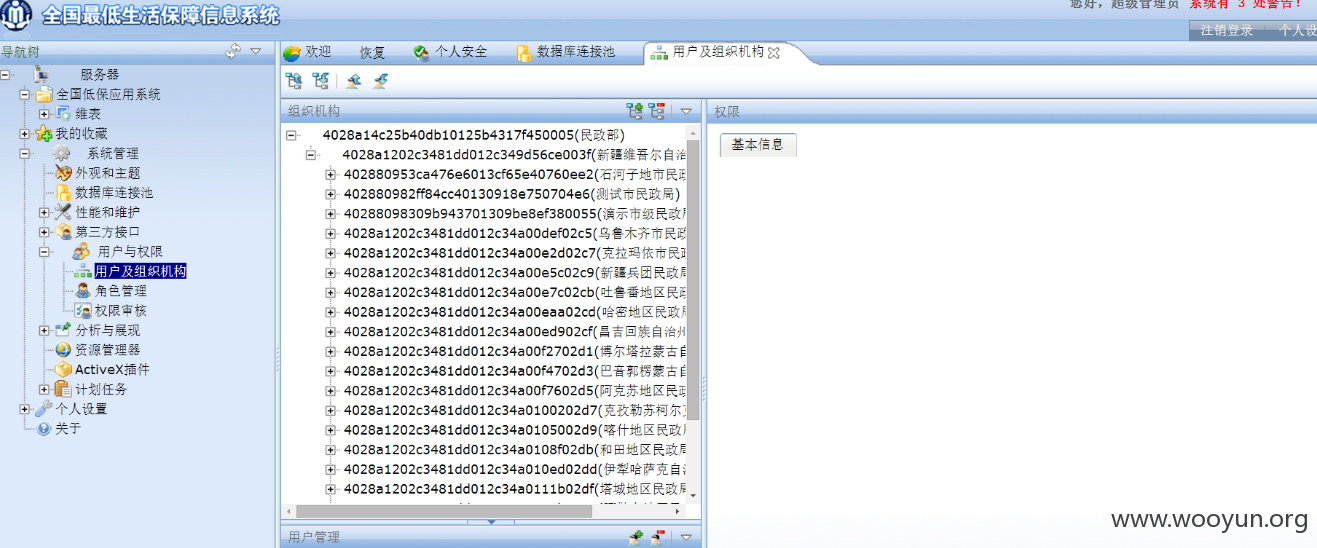 全国最低生活保障信息系统
您好，超级管理员 系统有 3 处警告！
注销登录 个人设
导航树
服务器
全国低保应用系统
维表
我的收藏
系统管理
外观和主题
数据库连接池
性能和维护
第三方接口
用户与权限
用户及组织机构
角色管理
权限审核
分析与展现
资源管理器
ActiveX插件
计划任务
个人设置
关于
欢迎 恢复 个人安全 数据库连接池 用户及组织机构
组织机构
4028a14c25b40db10125b4317f450005(民政部)
4028a1202c3481dd012c349d56ce003f(新疆维吾尔自治
402880953ca476e6013cf65e40760ee2(石河子地市民政
402880982ff84cc40130918e750704e6(测试市民政局)
40288098309b943701309be8ef380055(演示市级民政局
4028a1202c3481dd012c34a00def02c5(乌鲁木齐市民政
4028a1202c3481dd012c34a00e2d02c7(克拉玛依市民政
4028a1202c3481dd012c34a00e5c02c9(新疆兵团民政局
4028a1202c3481dd012c34a00e7c02cb(吐鲁番地区民政
4028a1202c3481dd012c34a00eaa02cd(哈密地区民政局
4028a1202c3481dd012c34a00ed902cf(昌吉回族自治州
4028a1202c3481dd012c34a00f2702d1(博尔塔拉蒙古自
4028a1202c3481dd012c34a00f4702d3(巴音郭楞蒙古自
4028a1202c3481dd012c34a00f7602d5(阿克苏地区民政
4028a1202c3481dd012c34a0100202d7(克孜勒苏柯尔克
4028a1202c3481dd012c34a0105002d9(喀什地区民政局
4028a1202c3481dd012c34a0108f02db(和田地区民政局
4028a1202c3481dd012c34a010ed02dd(伊犁哈萨克自治
4028a1202c3481dd012c34a0111b02df(塔城地区民政局
用户管理
权限
基本信息
www.wooyun.org